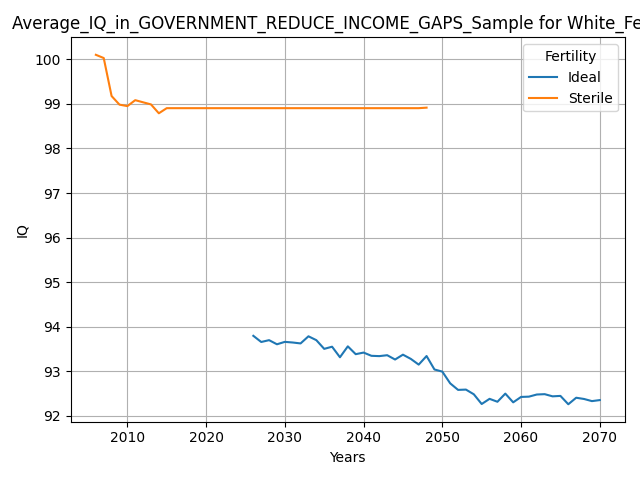 Average_IQ_in_GOVERNMENT_REDUCE_INCOME_GAPS_Sample for White_Fe
Fertility
Ideal
Sterile
100
99
98
97
96
95
94
93
92
IQ
2010 2020 2030 2040 2050 2060 2070
Years